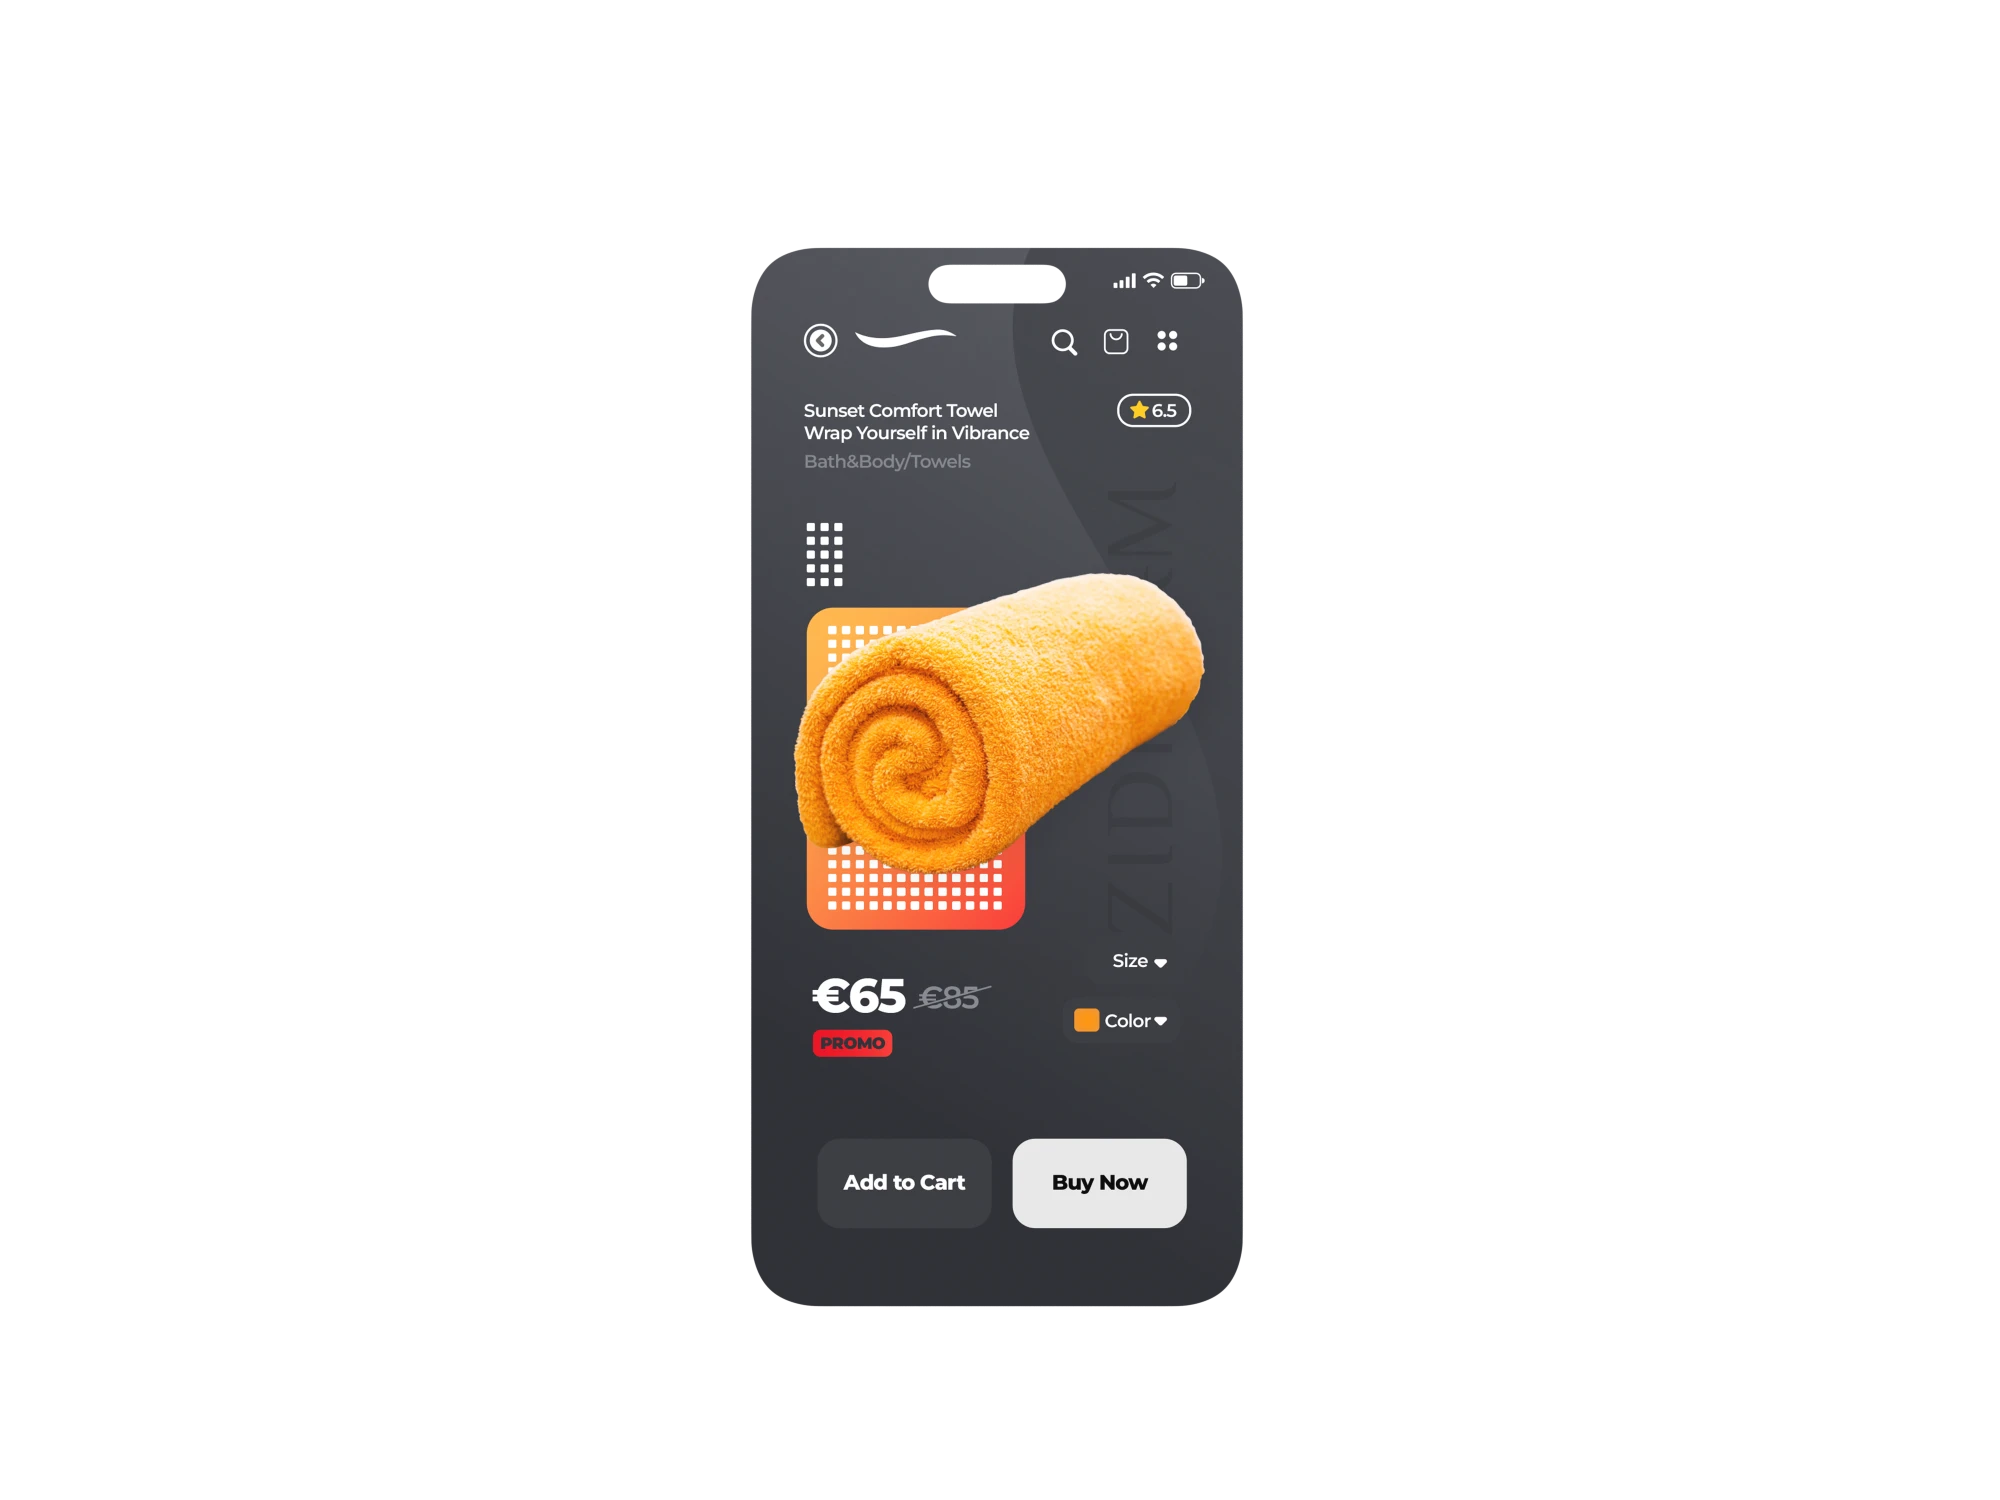 Sunset Comfort Towel
6.5
Wrap Yourself in Vibrance
Bath&Body/Towels
Size
€65 €85
Color
PROMO
Add to Cart
Buy Now